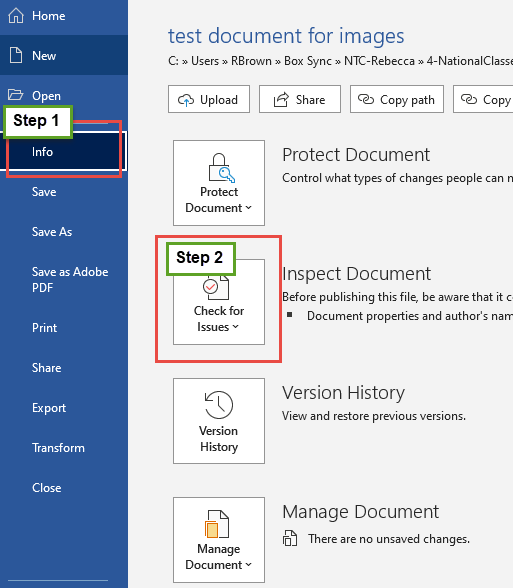 Home
New
Open
Step 1
Info
Save
Save As
Save as Adobe
PDF
Print
Share
Export
Transform
Close
test document for images
C: » Users » RBrown » Box Sync » NTC-Rebecca » 4-NationalClasse
Upload
Share
Copy path
Copy
Protect
Document
Protect Document
Control what types of changes people can m
Step 2
Check for
Issues
Inspect Document
Before publishing this file, be aware that it c
Document properties and author's nam
Version
History
Version History
View and restore previous versions.
Manage
Document
Manage Document
There are no unsaved changes.